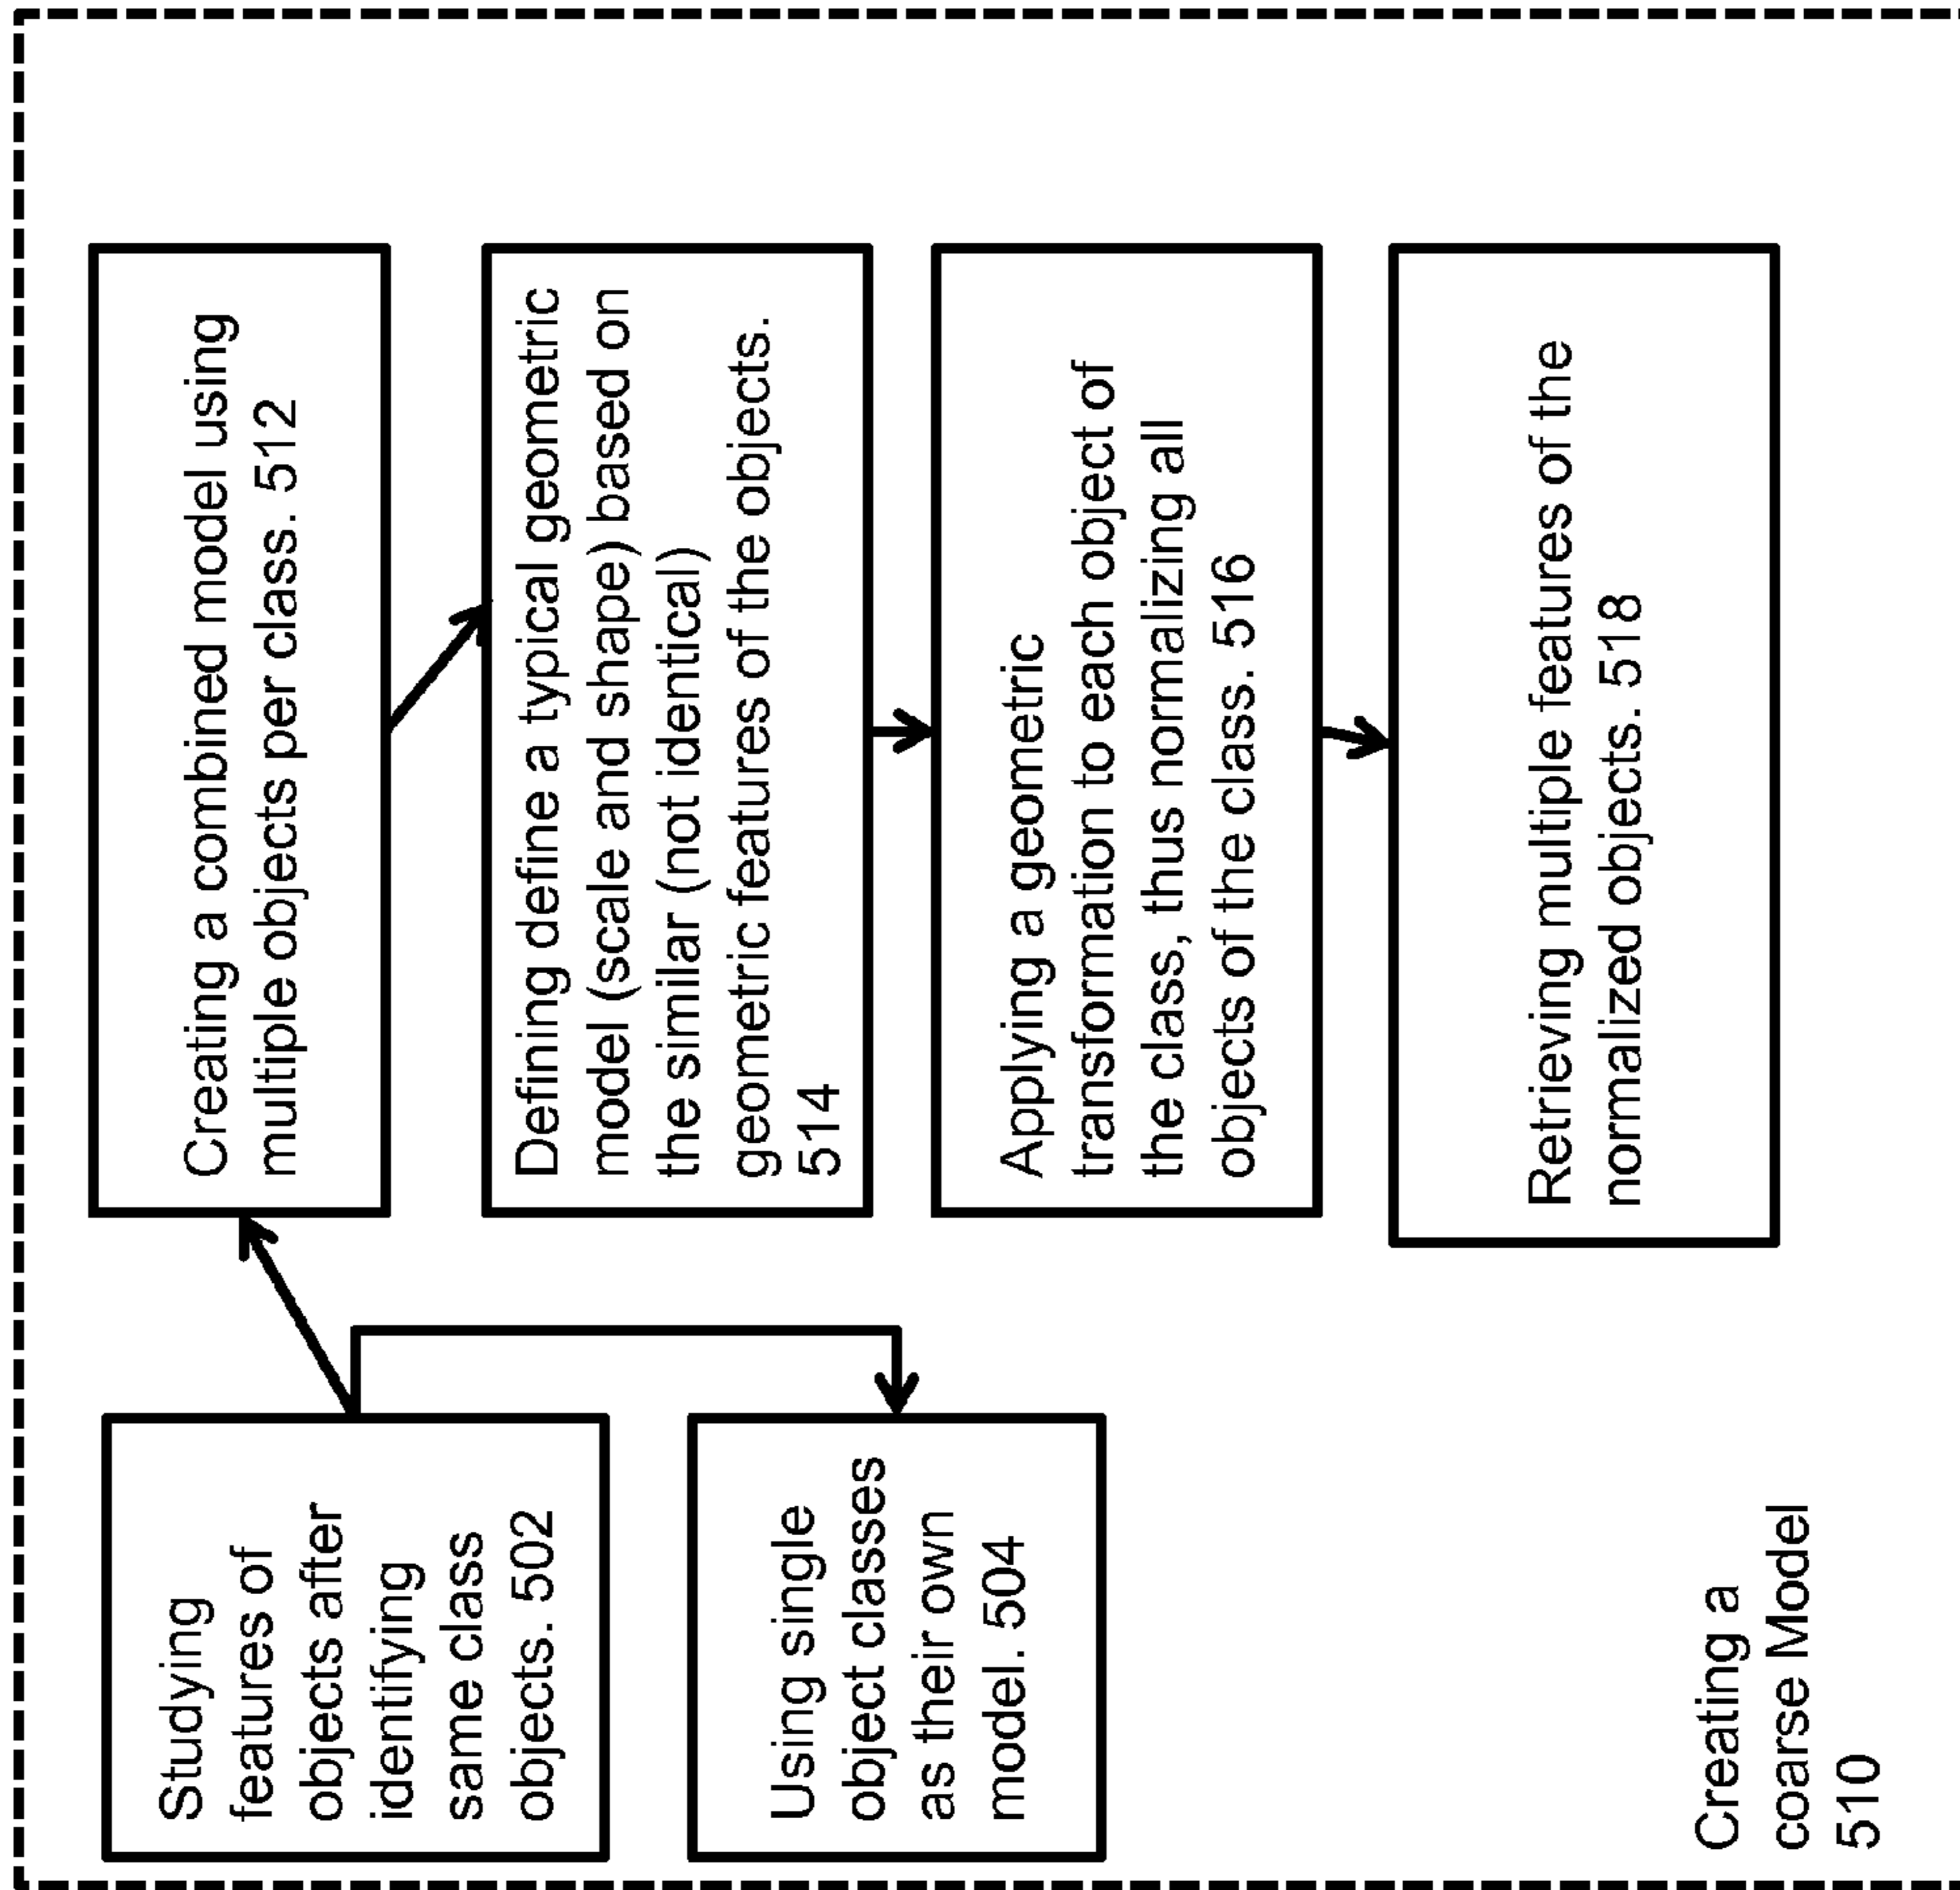 Studying
features of
objects after
identifying
same class
objects. 502
Using single
object classes
as their own
model. 504
Creating a combined model using
multiple objects per class. 512
Defining define a typical geometric
model (scale and shape) based on
the similar (not identical)
geometric features of the objects.
514
Applying a geometric
transformation to each object of
the class, thus normalizing all
objects of the class. 516
Retrieving multiple features of the
normalized objects. 518
Creating a
coarse Model
510